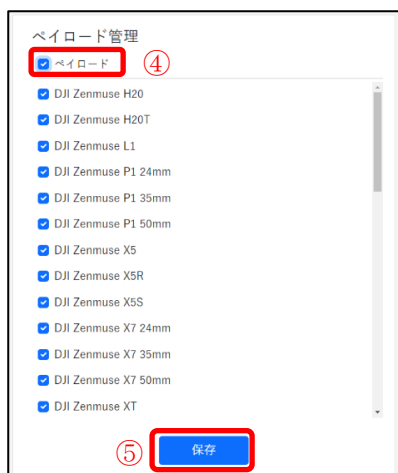 ペイロード管理
ペイロード ④
DJI Zenmuse H20
DJI Zenmuse H20T
DJI Zenmuse L1
DJI Zenmuse P1 24mm
DJI Zenmuse P1 35mm
DJI Zenmuse P1 50mm
DJI Zenmuse X5
DJI Zenmuse X5R
DJI Zenmuse X5S
DJI Zenmuse X7 24mm
DJI Zenmuse X7 35mm
DJI Zenmuse X7 50mm
DJI Zenmuse XT
⑤ 保存